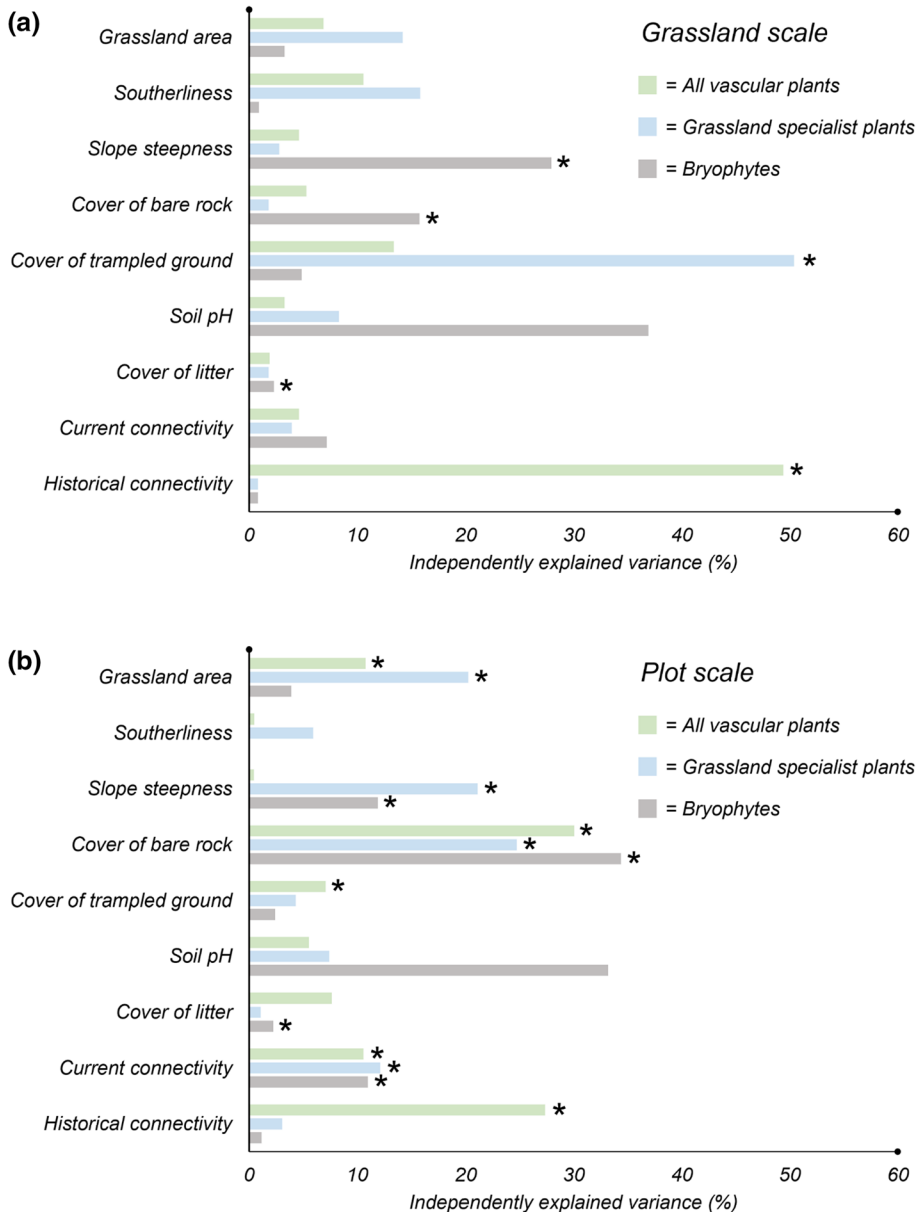 (a)
Grassland scale
= All vascular plants
= Grassland specialist plants
= Bryophytes
Grassland area
Southerliness
Slope steepness
*
Cover of bare rock
*
Cover of trampled ground
*
Soil pH
Cover of litter
*
Current connectivity
Historical connectivity
*
0 10 20 30 40 50 60
Independently explained variance (%)
(b)
Plot scale
= All vascular plants
= Grassland specialist plants
= Bryophytes
Grassland area
*
*
Southerliness
Slope steepness
*
*
Cover of bare rock
*
*
*
Cover of trampled ground
*
Soil pH
Cover of litter
*
Current connectivity
*
*
*
Historical connectivity
*
0 10 20 30 40 50 60
Independently explained variance (%)